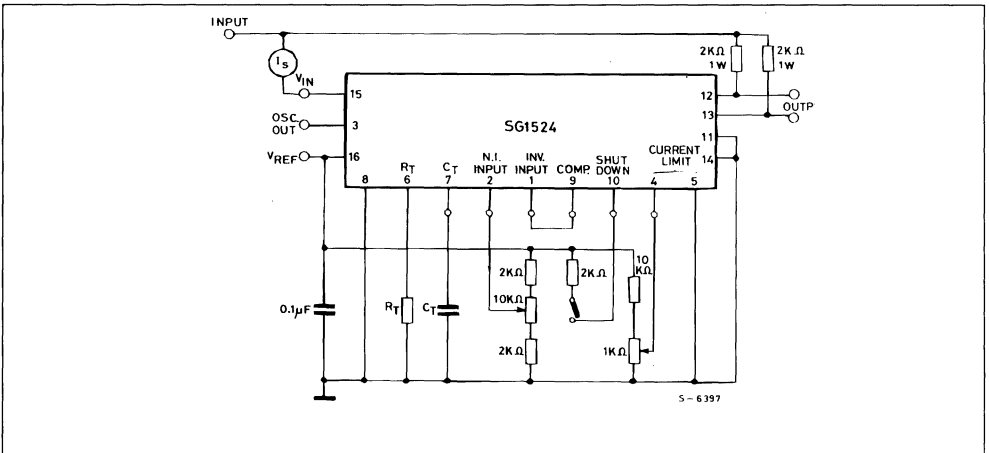 INPUT
Is
VIN
15
OSC. OUT
3
VREF
16
SG1524
2KΩ 1W
2KΩ 1W
12
13
OUTP
11
14
RT
6
CT
7
N.I. INPUT
2
INV. INPUT
1
COMP.
9
SHUT DOWN
10
CURRENT LIMIT
4
5
8
0.1µF
RT
CT
2KΩ
10KΩ
2KΩ
2KΩ
10 KΩ
1KΩ
S-6397